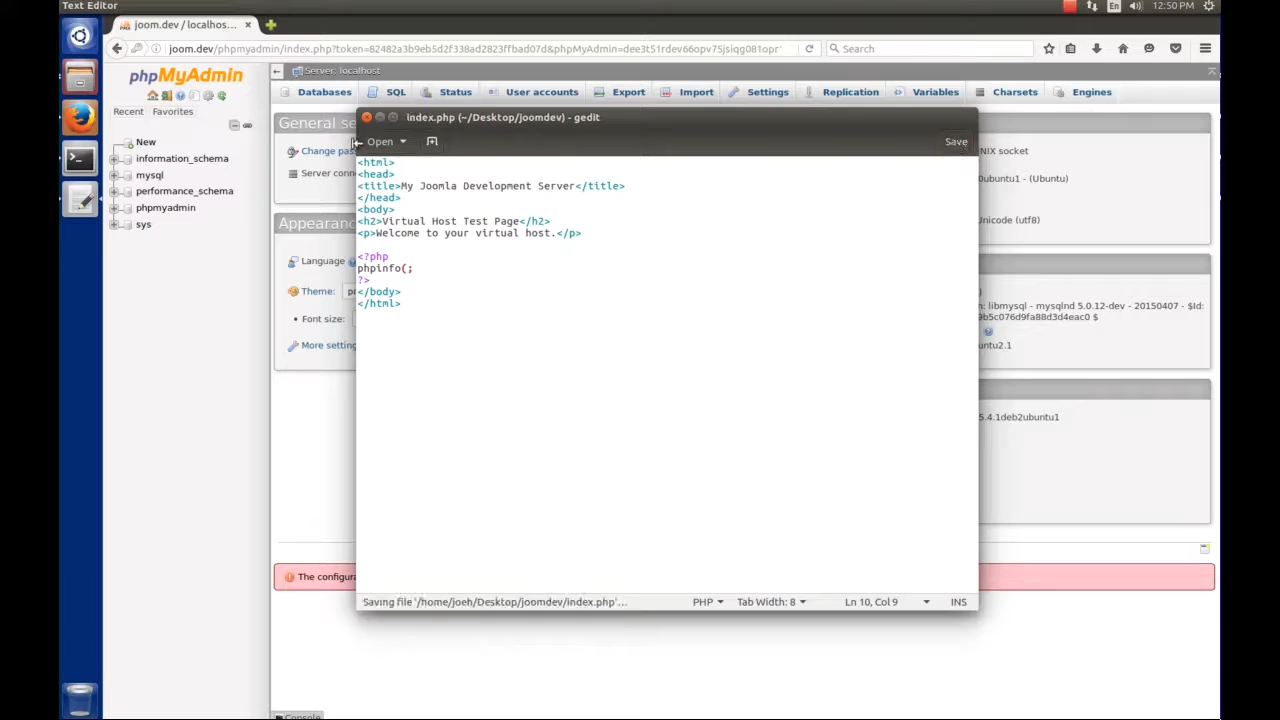 Text Editor
En
12:50 PM
joom.dev / localhos...
joom.dev/phpmyadmin/index.php?token=82482a3b9eb5d2f338ad2823ffbad07d&phpMyAdmin=dee3t51rdev66opv75jsiqg081opr
Search
phpMyAdmin
Recent Favorites
New
information_schema
mysql
performance_schema
phpmyadmin
sys
Server: localhost
Databases SQL Status User accounts Export Import Settings Replication Variables Charsets Engines
General se
Change pas
Server conn
Appearanc
Language
Theme:
Font size:
More setting
index.php (~/Desktop/joomdev) - gedit
Open
Save
<html>
<head>
<title>My Joomla Development Server</title>
</head>
<body>
<h2>Virtual Host Test Page</h2>
<p>Welcome to your virtual host.</p>
<?php
phpinfo(;
?>
</body>
</html>
Saving file '/home/joeh/Desktop/joomdev/index.php'... PHP Tab Width: 8 Ln 10, Col 9 INS
NIX socket
0ubuntu1 - (Ubuntu)
nicode (utf8)
n: libmysql - mysqlnd 5.0.12-dev - 20150407 - $Id:
9b5c076d9fa88d3d4eac0 $
untu2.1
5.4.1deb2ubuntu1
The configura
Console